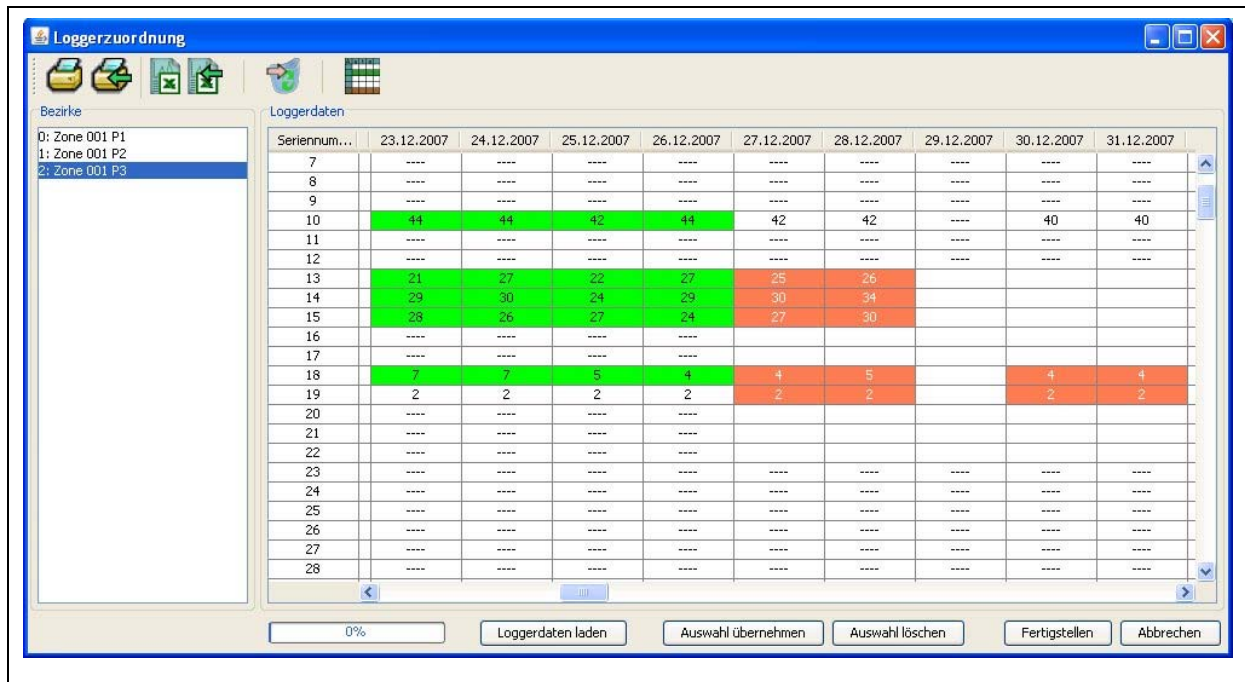 Loggerzuordnung
Bezirke
0: Zone 001 P1
1: Zone 001 P2
2: Zone 001 P3
Loggerdaten
Seriennum... 23.12.2007 24.12.2007 25.12.2007 26.12.2007 27.12.2007 28.12.2007 29.12.2007 30.12.2007 31.12.2007
7 ---- ---- ---- ---- ---- ---- ---- ---- ----
8 ---- ---- ---- ---- ---- ---- ---- ---- ----
9 ---- ---- ---- ---- ---- ---- ---- ---- ----
10 44 44 42 44 42 42 ---- 40 40
11 ---- ---- ---- ---- ---- ---- ---- ---- ----
12 ---- ---- ---- ---- ---- ---- ---- ---- ----
13 21 27 22 27 25 26
14 29 30 24 29 30 34
15 28 26 27 24 27 30
16 ---- ---- ---- ----
17 ---- ---- ---- ----
18 7 7 5 4 4 5 4 4
19 2 2 2 2 2 2 2 2
20 ---- ---- ---- ----
21 ---- ---- ---- ----
22 ---- ---- ---- ----
23 ---- ---- ---- ---- ---- ---- ---- ---- ----
24 ---- ---- ---- ---- ---- ---- ---- ---- ----
25 ---- ---- ---- ---- ---- ---- ---- ---- ----
26 ---- ---- ---- ---- ---- ---- ---- ---- ----
27 ---- ---- ---- ---- ---- ---- ---- ---- ----
28 ---- ---- ---- ---- ---- ---- ---- ---- ----
0% Loggerdaten laden Auswahl übernehmen Auswahl löschen Fertigstellen Abbrechen